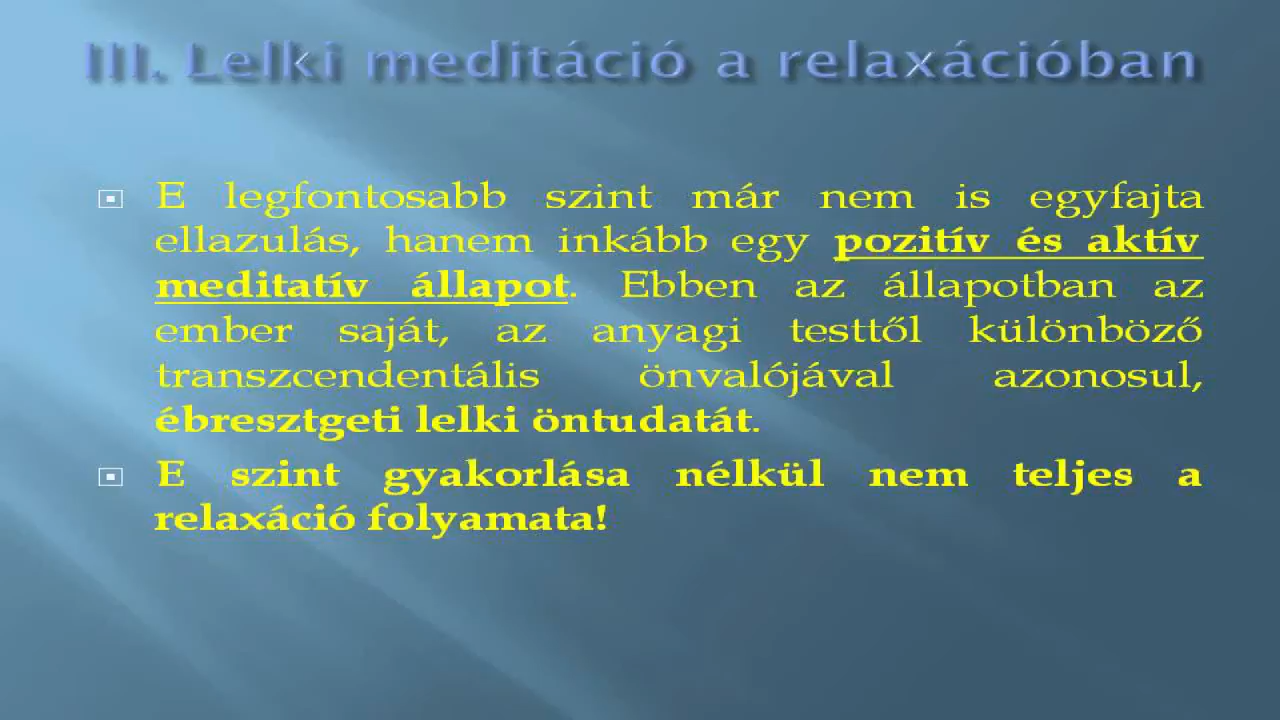 III. Lelki meditáció a relaxációban
E legfontosabb szint már nem is egyfajta
ellazulás, hanem inkább egy pozitív és aktív
meditatív állapot. Ebben az állapotban az
ember saját, az anyagi testtől különböző
transzcendentális önvalójával azonosul,
ébresztgeti lelki öntudatát.
E szint gyakorlása nélkül nem teljes a
relaxáció folyamata!